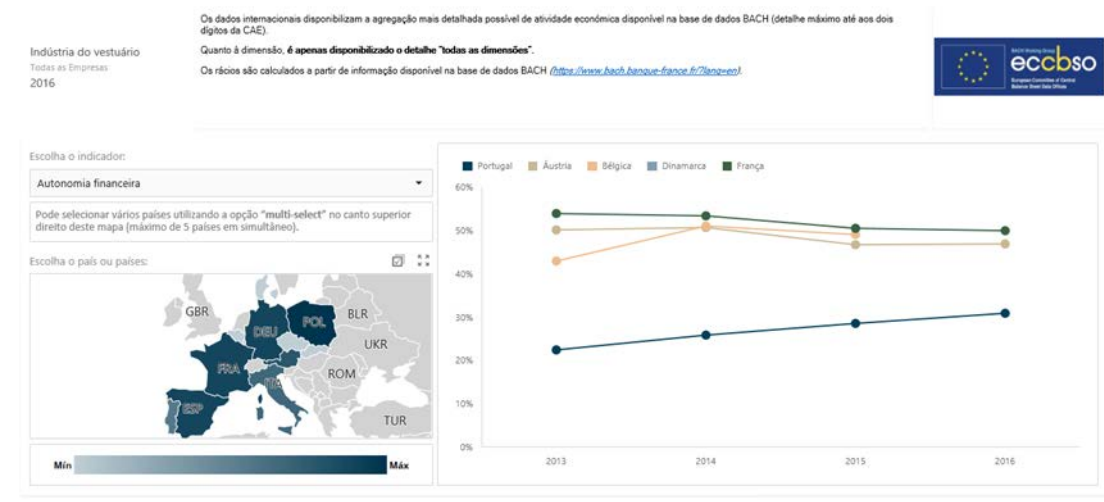 Os dados internacionais disponibilizam a agregação mais detalhada possível de atividade económica disponível na base de dados BACH (detalhe máximo até aos dois
dígitos da CAE).
Quanto à dimensão, é apenas disponibilizado o detalhe "todas as dimensões".
Os rácios são calculados a partir de informação disponível na base de dados BACH (https://www.bach.banque-france.fr/?lang=en).
Indústria do vestuário
Todas as Empresas
2016
BACH Working Group
eccbso
European Committee of Central
Balance Sheet Data Offices
Escolha o indicador:
Autonomia financeira
Pode selecionar vários países utilizando a opção "multi-select" no canto superior
direito deste mapa (máximo de 5 países em simultâneo).
Escolha o país ou países:
GBR
BLR
POL
DEU
UKR
FRA
ROM
ITA
ESP
TUR
Mín
Máx
Portugal Áustria Bélgica Dinamarca França
60%
50%
40%
30%
20%
10%
0%
2013 2014 2015 2016